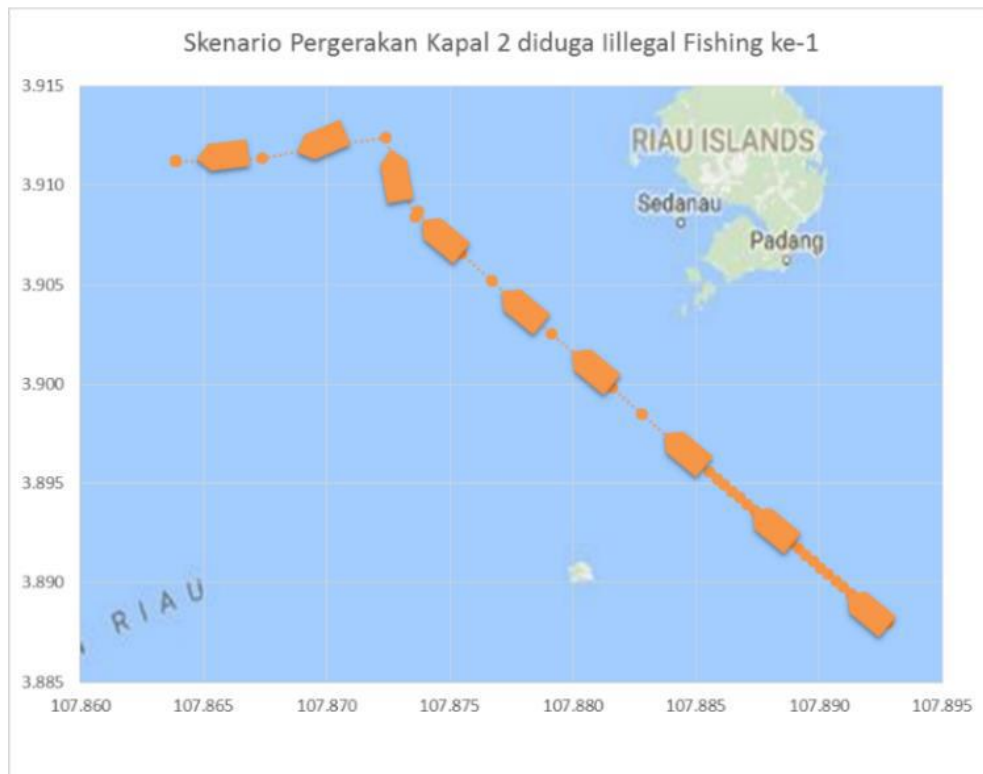 Skenario Pergerakan Kapal 2 diduga Iillegal Fishing ke-1
3.915
RIAU ISLANDS
3.910
Sedanau
Padang
3.905
3.900
3.895
3.890
RIAU
3.885
107.860 107.865 107.870 107.875 107.880 107.885 107.890 107.895